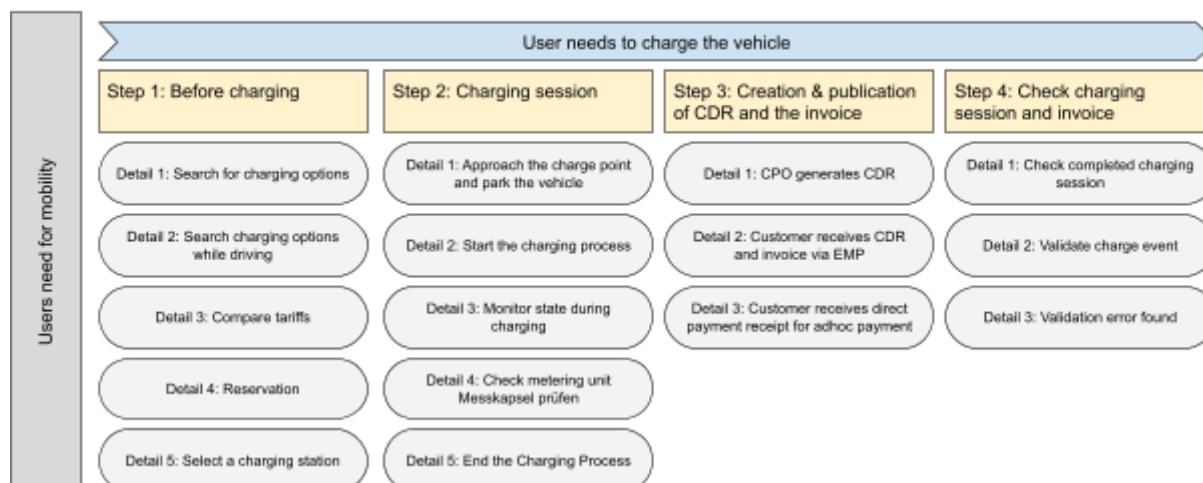 Users need for mobility
User needs to charge the vehicle
Step 1: Before charging
Detail 1: Search for charging options
Detail 2: Search charging options
while driving
Detail 3: Compare tariffs
Detail 4: Reservation
Detail 5: Select a charging station
Step 2: Charging session
Detail 1: Approach the charge point
and park the vehicle
Detail 2: Start the charging process
Detail 3: Monitor state during
charging
Detail 4: Check metering unit
Messkapsel prüfen
Detail 5: End the Charging Process
Step 3: Creation & publication
of CDR and the invoice
Detail 1: CPO generates CDR
Detail 2: Customer receives CDR
and invoice via EMP
Detail 3: Customer receives direct
payment receipt for adhoc payment
Step 4: Check charging
session and invoice
Detail 1: Check completed charging
session
Detail 2: Validate charge event
Detail 3: Validation error found